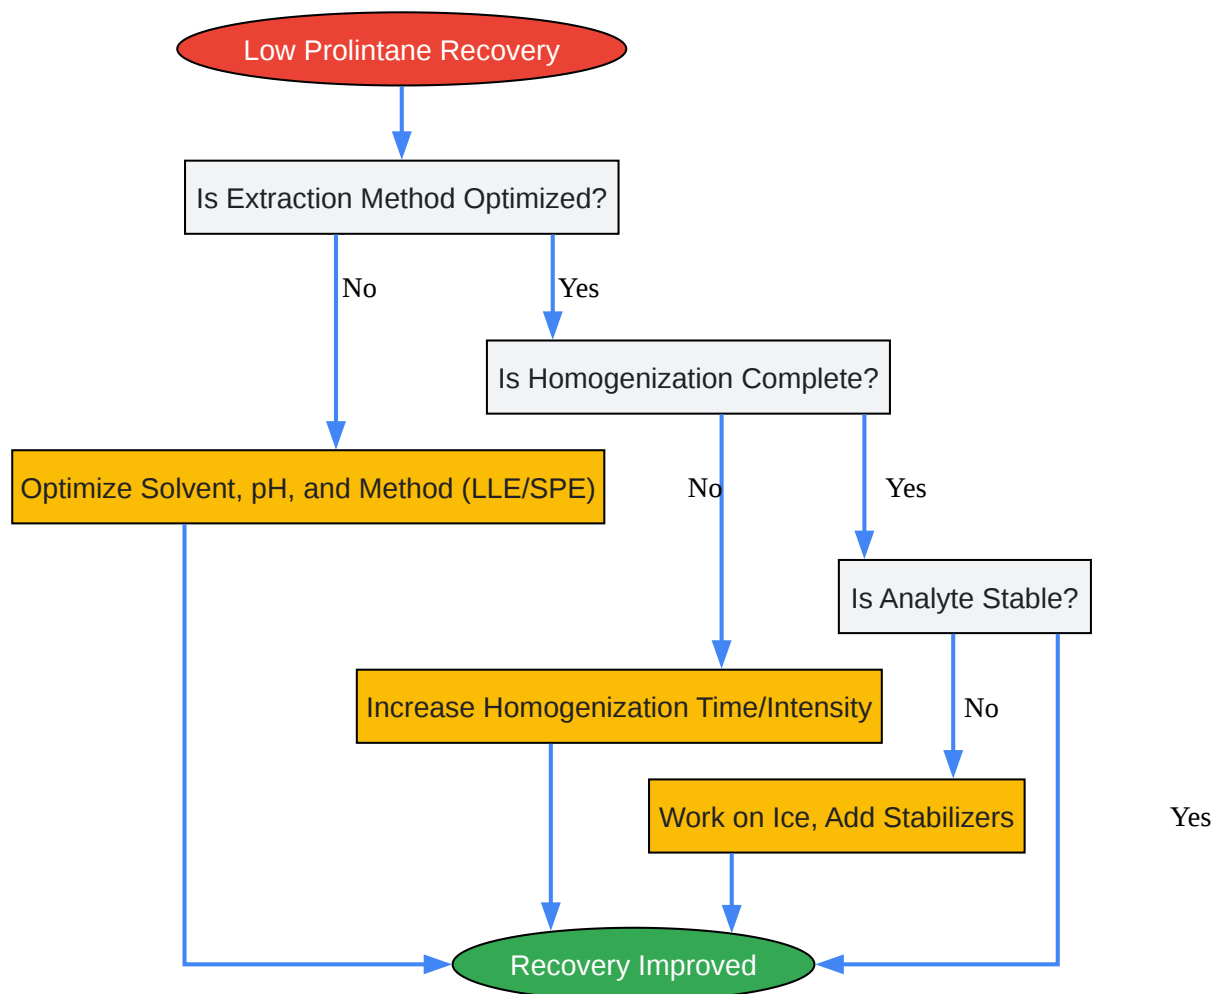 Low Prolintane Recovery
Is Extraction Method Optimized?
No
Yes
Is Homogenization Complete?
Optimize Solvent, pH, and Method (LLE/SPE)
No
Yes
Is Analyte Stable?
Increase Homogenization Time/Intensity
No
Work on Ice, Add Stabilizers
Yes
Recovery Improved